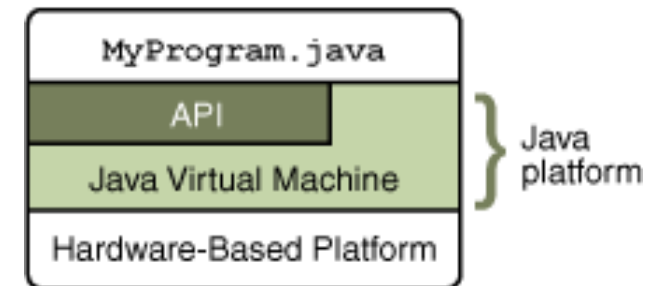 MyProgram.java
API
Java Virtual Machine
Hardware-Based Platform
Java
platform